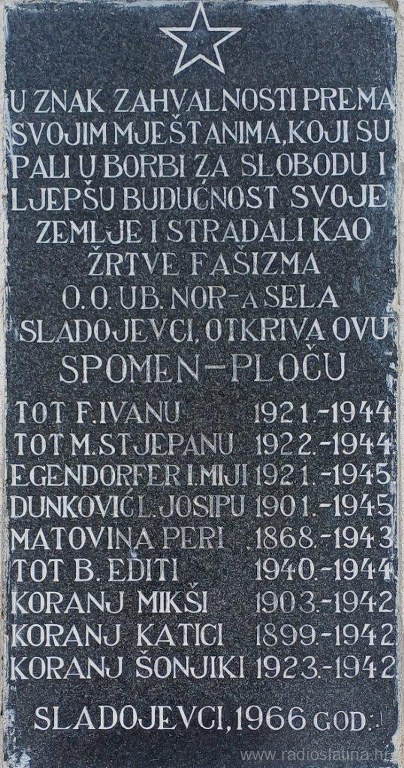 U ZNAK ZAHVALNOSTI PREMA
SVOJIM MJEŠTANIMA, KOJI SU
PALI U BORBI ZA SLOBODU I
LJEPŠU BUDUĆNOST SVOJE
ZEMLJE I STRADALI KAO
ŽRTVE FAŠIZMA
O.O. UB. NOR-A SELA
SLADOJEVCI, OTKRIVA OVU
SPOMEN-PLOČU
TOT F. IVANU 1921.-1944
TOT M. STJEPANU 1922.-1944
EGENDORFER I. MIJI 1921.-1945
DUNKOVIĆ L. JOSIPU 1901.-1945
MATOVINA PERI 1868.-1943
TOT B. EDITI 1940.-1944
KORANJ MIKŠI 1903.-1942
KORANJ KATICI 1899.-1942
KORANJ ŠONJIKI 1923.-1942
SLADOJEVCI, 1966 GOD.
www.radioslatina.hr